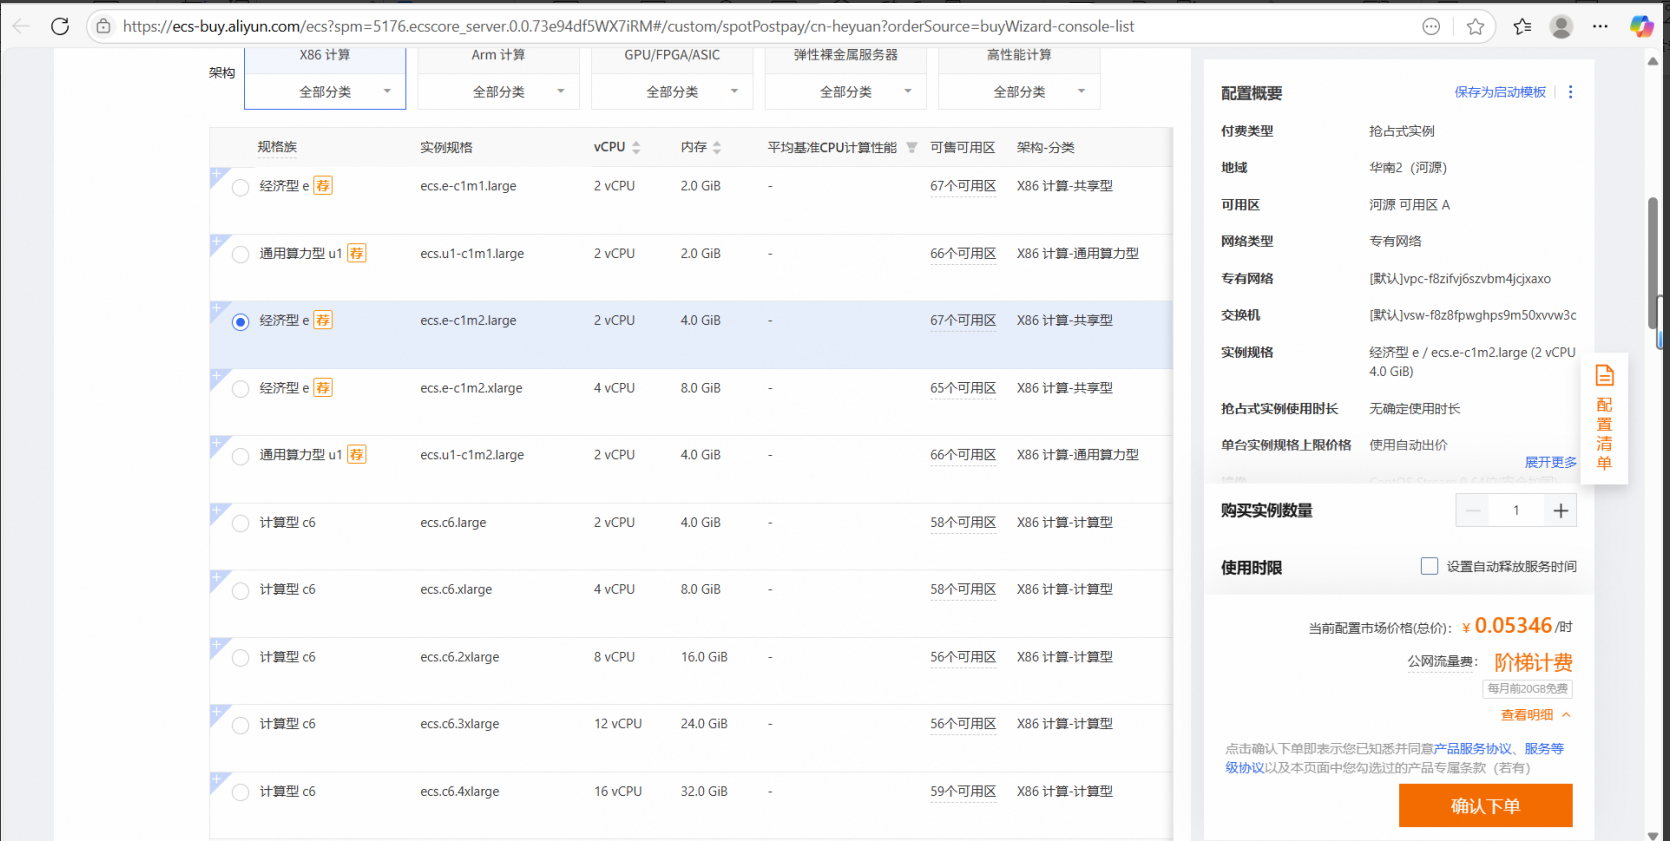 https://ecs-buy.aliyun.com/ecs?spm=5176.ecscore_server.0.0.73e94df5WX7iRM#/custom/spotPostpay/cn-heyuan?orderSource=buyWizard-console-list
架构
X86 计算 Arm 计算 GPU/FPGA/ASIC 弹性裸金属服务器 高性能计算
全部分类 全部分类 全部分类 全部分类 全部分类
规格族 实例规格 vCPU 内存 平均基准CPU计算性能 可售可用区 架构-分类
经济型 e 荐 ecs.e-c1m1.large 2 vCPU 2.0 GiB - 67个可用区 X86 计算-共享型
通用算力型 u1 荐 ecs.u1-c1m1.large 2 vCPU 2.0 GiB - 66个可用区 X86 计算-通用算力型
经济型 e 荐 ecs.e-c1m2.large 2 vCPU 4.0 GiB - 67个可用区 X86 计算-共享型
经济型 e 荐 ecs.e-c1m2.xlarge 4 vCPU 8.0 GiB - 65个可用区 X86 计算-共享型
通用算力型 u1 荐 ecs.u1-c1m2.large 2 vCPU 4.0 GiB - 66个可用区 X86 计算-通用算力型
计算型 c6 ecs.c6.large 2 vCPU 4.0 GiB - 58个可用区 X86 计算-计算型
计算型 c6 ecs.c6.xlarge 4 vCPU 8.0 GiB - 58个可用区 X86 计算-计算型
计算型 c6 ecs.c6.2xlarge 8 vCPU 16.0 GiB - 56个可用区 X86 计算-计算型
计算型 c6 ecs.c6.3xlarge 12 vCPU 24.0 GiB - 56个可用区 X86 计算-计算型
计算型 c6 ecs.c6.4xlarge 16 vCPU 32.0 GiB - 59个可用区 X86 计算-计算型
配置概要 保存为启动模板
付费类型 抢占式实例
地域 华南2（河源）
可用区 河源 可用区 A
网络类型 专有网络
专有网络 [默认]vpc-f8zifvj6szvbm4jcjxaxo
交换机 [默认]vsw-f8z8fpwghps9m50xvvw3c
实例规格 经济型 e / ecs.e-c1m2.large (2 vCPU
4.0 GiB)
抢占式实例使用时长 无确定使用时长
单台实例规格上限价格 使用自动出价
展开更多
购买实例数量 1
使用时限 设置自动释放服务时间
当前配置市场价格(总价)： ¥ 0.05346 /时
公网流量费： 阶梯计费
每月前20GB免费
查看明细
点击确认下单即表示您已知悉并同意产品服务协议、服务等
级协议以及本页面中您勾选过的产品专属条款（若有）
确认下单
配置清单